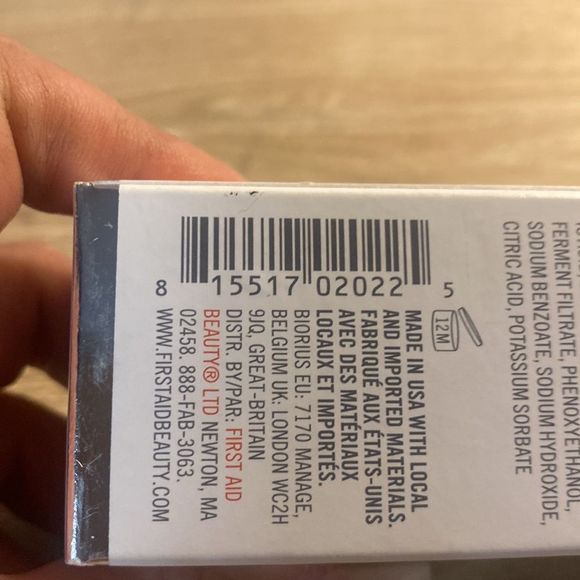 8 15517 02022 5
12M
MADE IN USA WITH LOCAL
AND IMPORTED MATERIALS.
FABRIQUÉ AUX ÉTATS-UNIS
AVEC DES MATÉRIAUX
LOCAUX ET IMPORTÉS.
BIORIUS EU: 7170 MANAGE,
BELGIUM UK: LONDON WC2H
9JQ, GREAT-BRITAIN
DISTR. BY/PAR. FIRST AID
BEAUTY® LTD NEWTON, MA
02458. 888-FAB-3063.
WWW.FIRSTAIDBEAUTY.COM
FERMENT FILTRATE, PHENOXYETHANOL,
SODIUM BENZOATE, SODIUM HYDROXIDE,
CITRIC ACID, POTASSIUM SORBATE